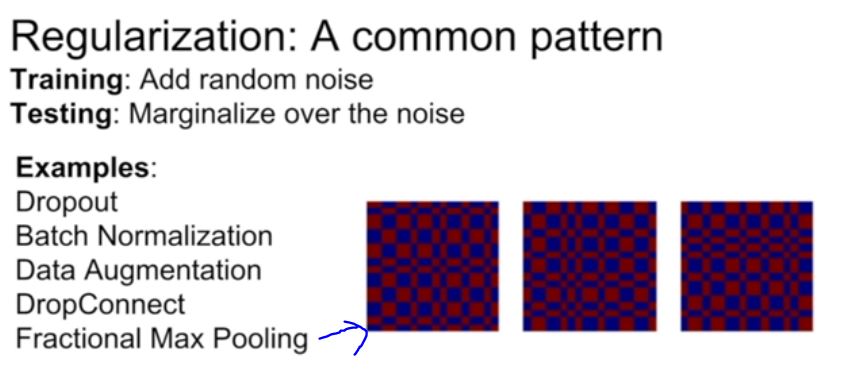 Regularization: A common pattern
Training: Add random noise
Testing: Marginalize over the noise
Examples:
Dropout
Batch Normalization
Data Augmentation
DropConnect
Fractional Max Pooling